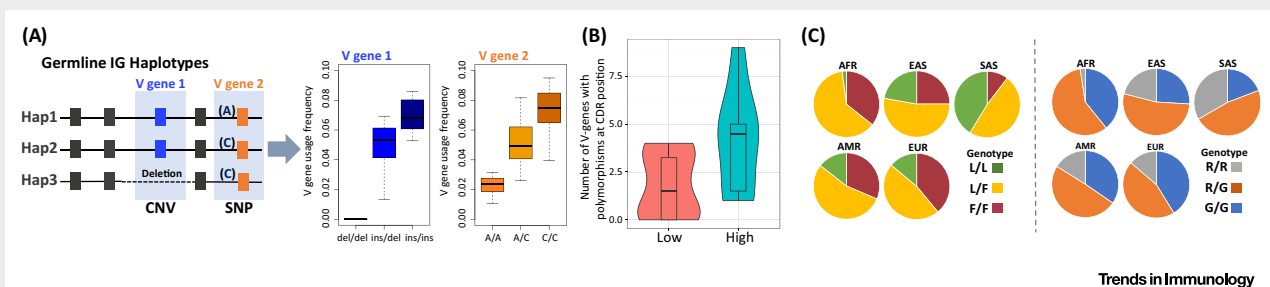 (A)
Germline IG Haplotypes
V gene 1
V gene 2
Hap1
(A)
Hap2
(C)
Hap3
Deletion
(C)
CNV
SNP
V gene 1
V gene usage frequency
0.10
0.08
0.06
0.04
0.02
0.00
del/del
ins/del
ins/ins
V gene 2
V gene usage frequency
0.10
0.08
0.06
0.04
0.02
0.00
A/A
A/C
C/C
(B)
Number of V-genes with
polymorphisms at CDR position
7.5
5.0
2.5
0.0
Low
High
(C)
AFR
EAS
SAS
AMR
EUR
Genotype
L/L
L/F
F/F
AFR
EAS
SAS
AMR
EUR
Genotype
R/R
R/G
G/G
Trends in Immunology